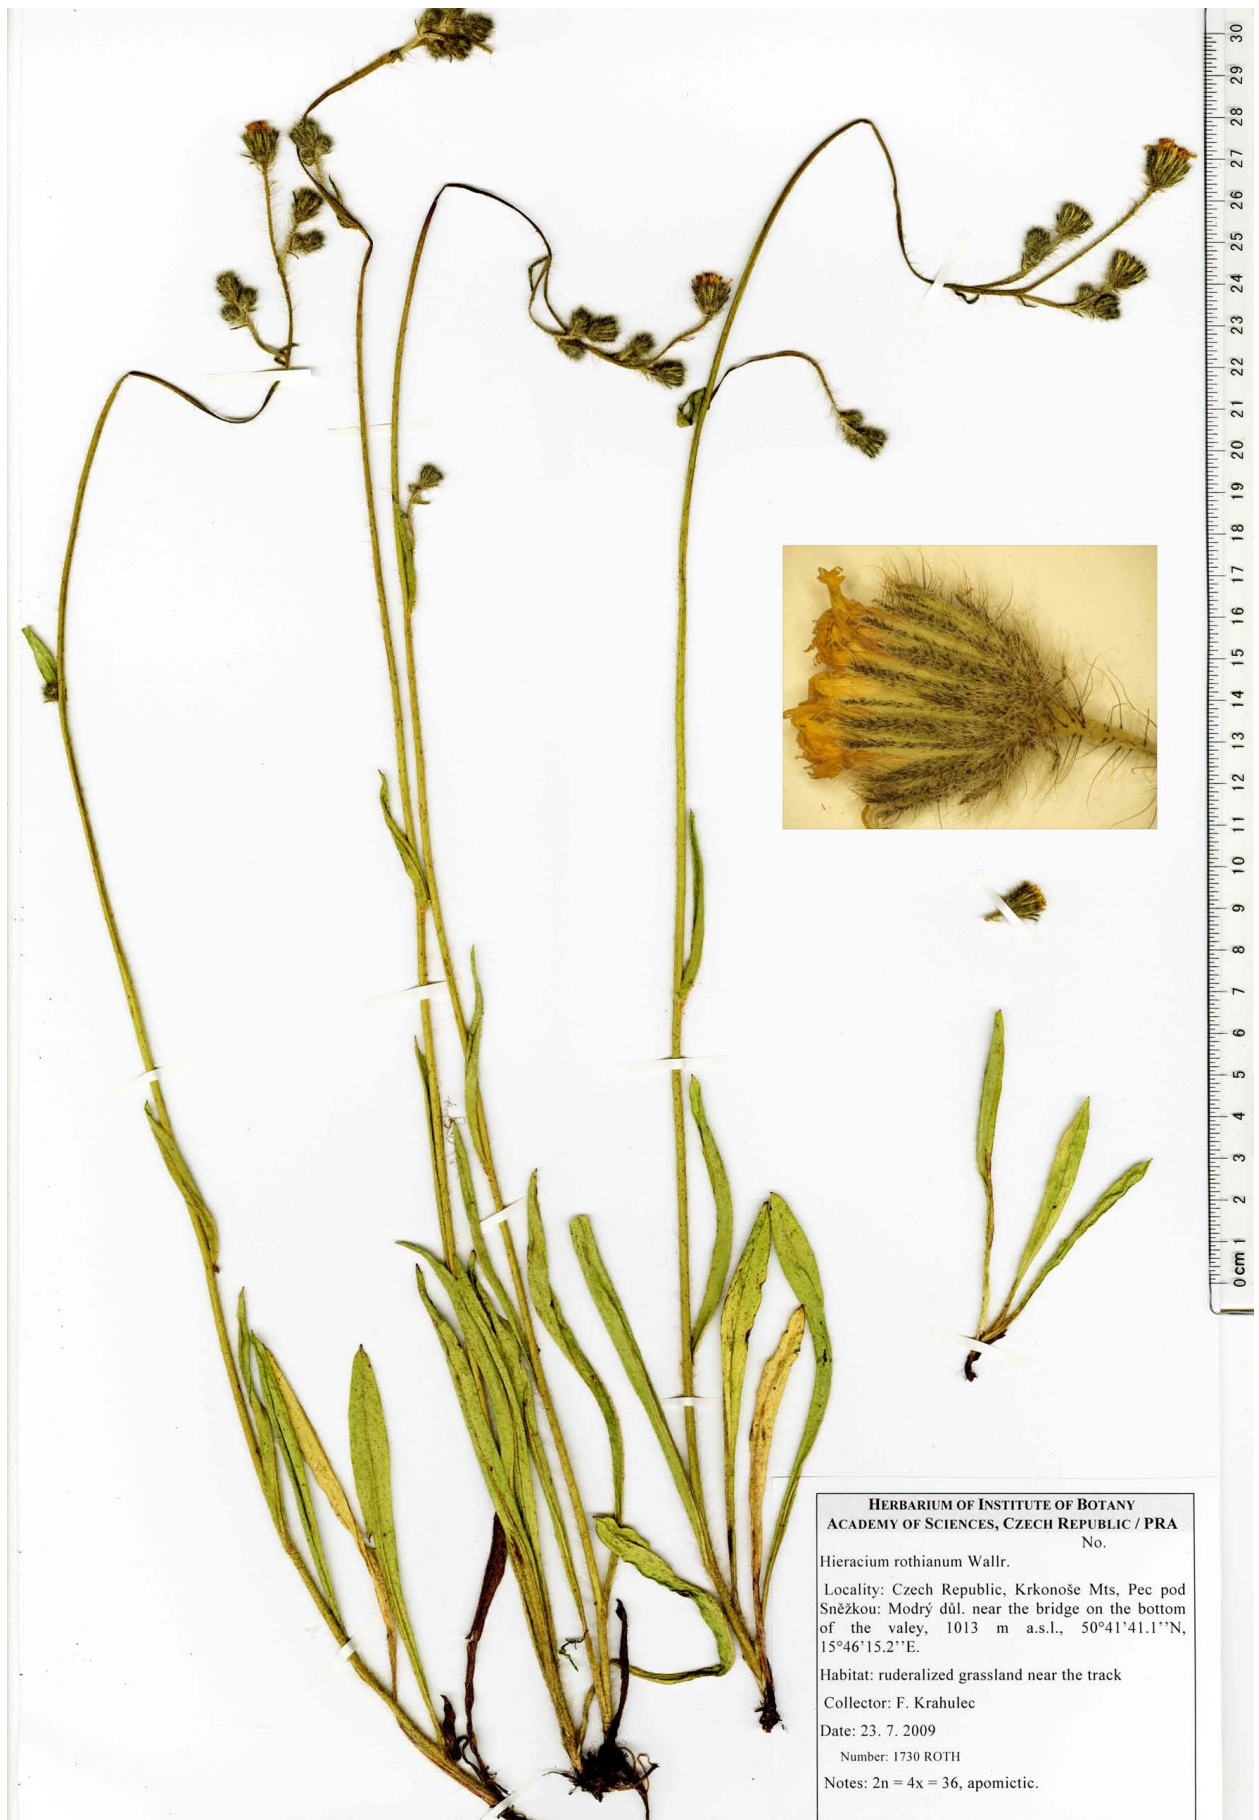 30
29
28
27
26
25
24
23
22
21
20
19
18
17
16
15
14
13
12
11
10
9
8
7
6
5
4
3
2
1
0 cm
HERBARIUM OF INSTITUTE OF BOTANY
ACADEMY OF SCIENCES, CZECH REPUBLIC / PRA
No.
Hieracium rothianum Wallr.
Locality: Czech Republic, Krkonoše Mts, Pec pod
Sněžkou: Modrý důl. near the bridge on the bottom
of the valey, 1013 m a.s.l., 50°41'41.1''N,
15°46'15.2''E.
Habitat: ruderalized grassland near the track
Collector: F. Krahulec
Date: 23. 7. 2009
Number: 1730 ROTH
Notes: 2n = 4x = 36, apomictic.